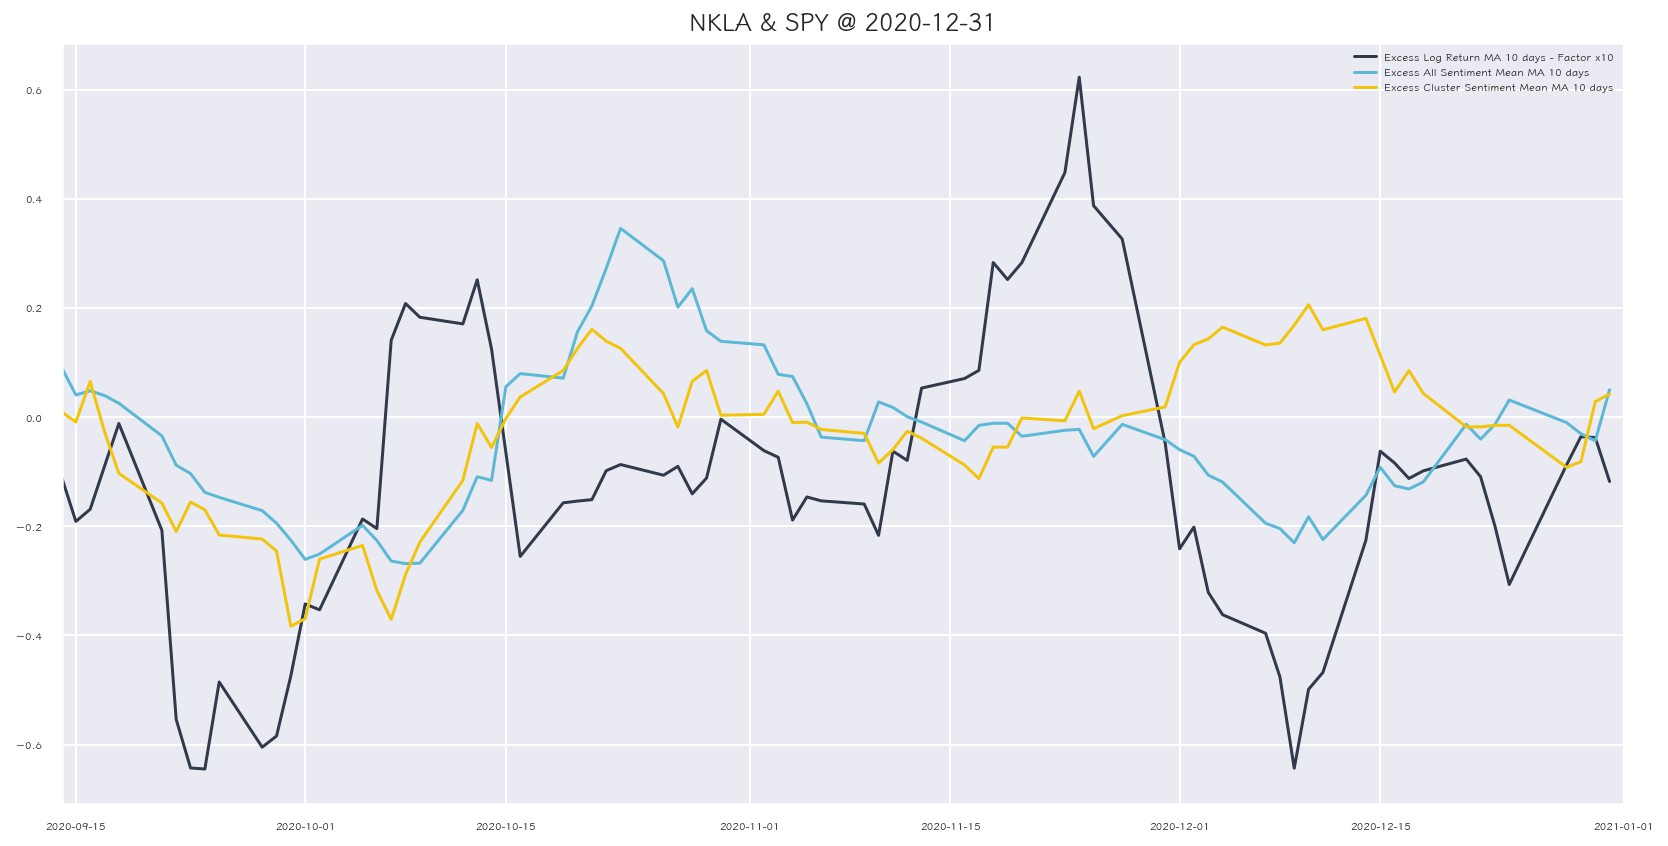 NKLA & SPY @ 2020-12-31
Excess Log Return MA 10 days - Factor x10
Excess All Sentiment Mean MA 10 days
Excess Cluster Sentiment Mean MA 10 days
0.6
0.4
0.2
0.0
−0.2
−0.4
−0.6
2020-09-15 2020-10-01 2020-10-15 2020-11-01 2020-11-15 2020-12-01 2020-12-15 2021-01-01